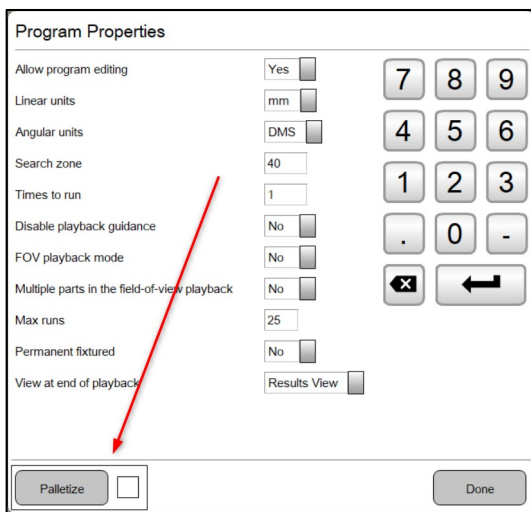 Program Properties
Allow program editing Yes
Linear units mm
Angular units DMS
Search zone 40
Times to run 1
Disable playback guidance No
FOV playback mode No
Multiple parts in the field-of-view playback No
Max runs 25
Permanent fixtured No
View at end of playback Results View
7 8 9
4 5 6
1 2 3
. 0 -
Palletize
Done